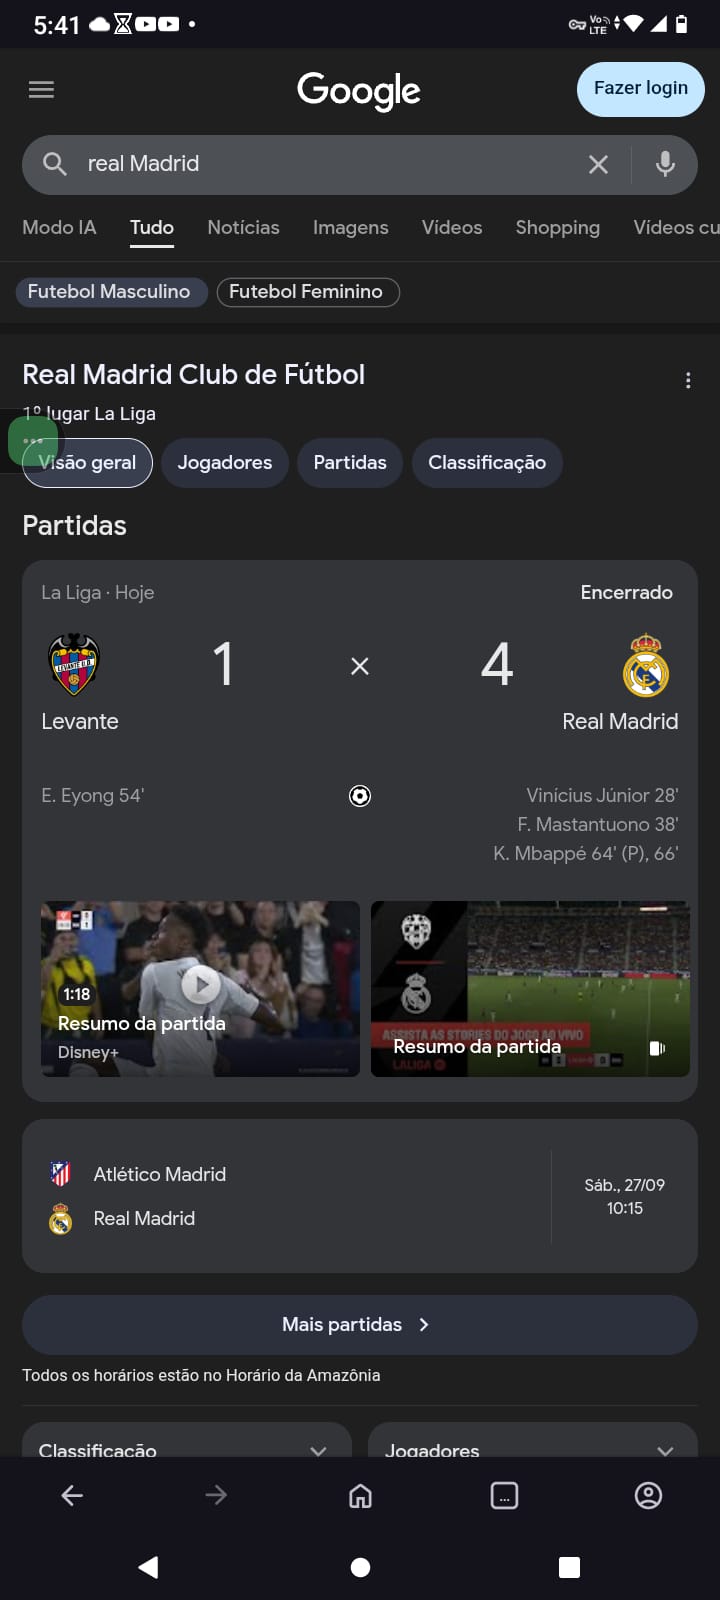 5:41
Vo LTE
Google
Fazer login
real Madrid
Modo IA Tudo Notícias Imagens Vídeos Shopping Vídeos cu
Futebol Masculino Futebol Feminino
Real Madrid Club de Fútbol
1º lugar La Liga
Visão geral Jogadores Partidas Classificação
Partidas
La Liga · Hoje Encerrado
1 × 4
Levante Real Madrid
E. Eyong 54' Vinícius Júnior 28'
F. Mastantuono 38'
K. Mbappé 64' (P), 66'
1:18
Resumo da partida
Disney+
ASSISTA AS STORIES DO JOGO AO VIVO
Resumo da partida
LALIGA
Atlético Madrid
Real Madrid
Sáb., 27/09
10:15
Mais partidas
Todos os horários estão no Horário da Amazônia
Classificação Jogadores